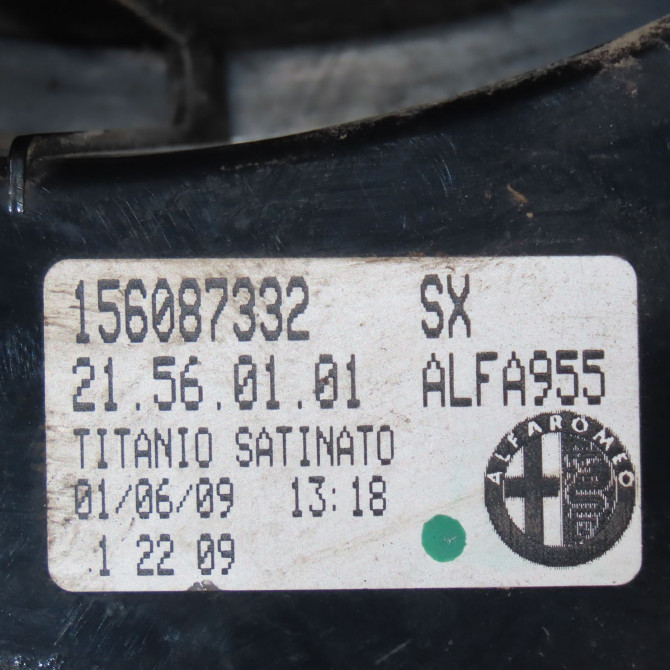 156087332 SX
21.56.01.01 ALFA955
TITANIO SATINATO
01/06/09 13:18
1 22 09
ALFA ROMEO